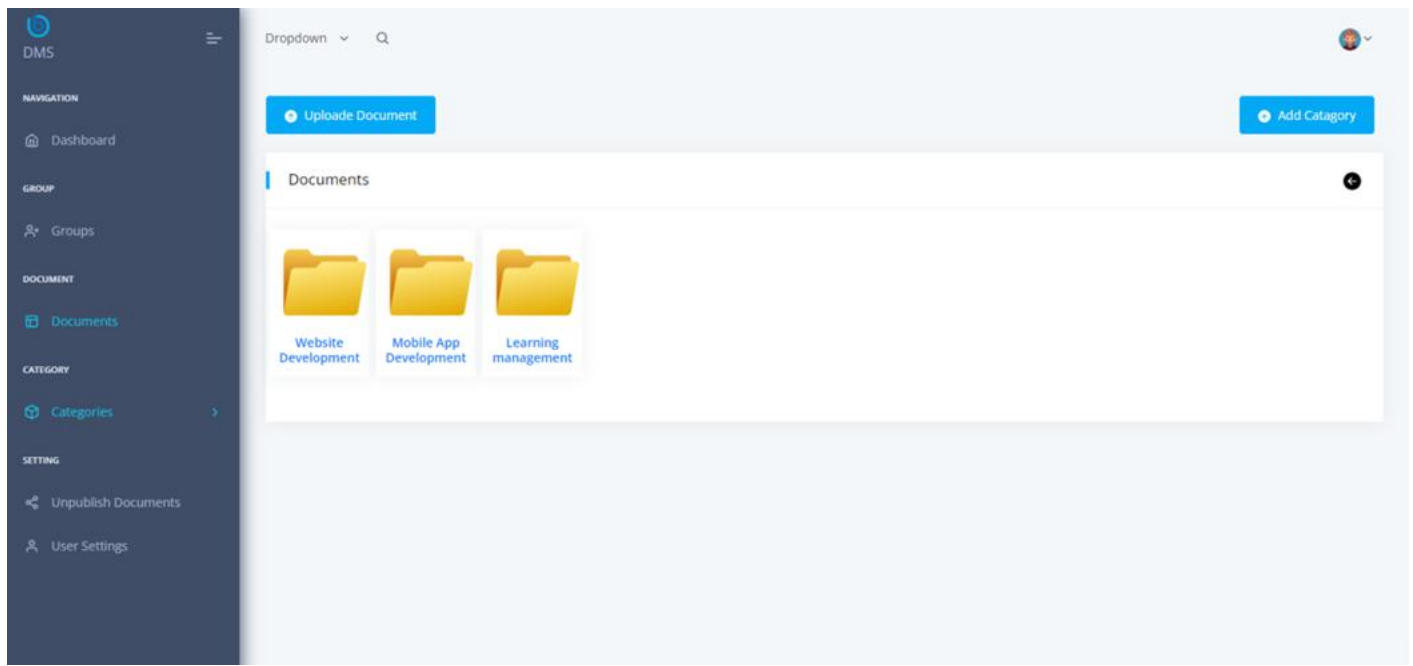 DMS
NAVIGATION
Dashboard
GROUP
Groups
DOCUMENT
Documents
CATEGORY
Categories
SETTING
Unpublish Documents
User Settings
Dropdown
Uploade Document
Add Catagory
Documents
Website
Development
Mobile App
Development
Learning
management